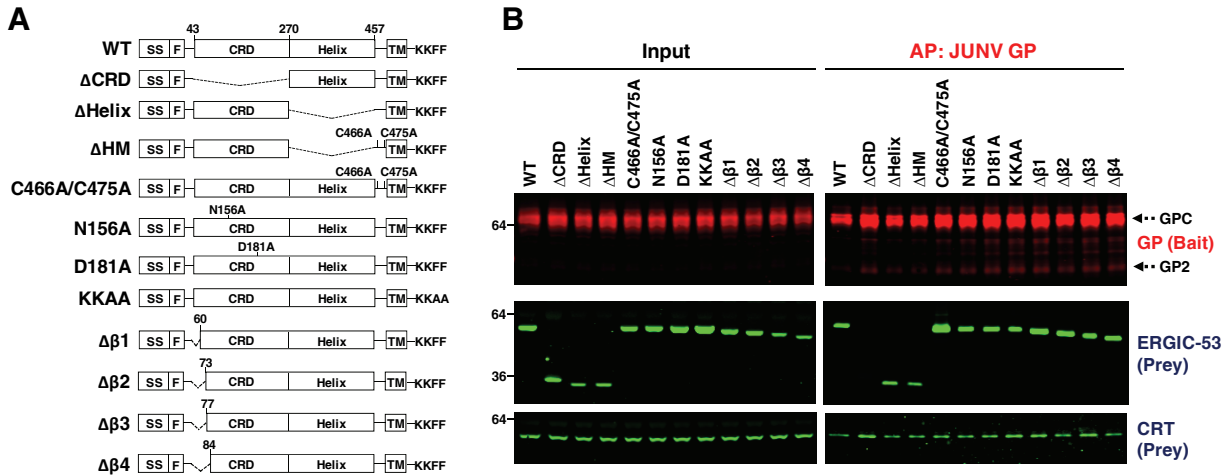 A
43 270 457
WT SS F CRD Helix TM KKFF
ΔCRD SS F Helix TM KKFF
ΔHelix SS F CRD TM KKFF
C466A C475A
ΔHM SS F CRD TM KKFF
C466A C475A
C466A/C475A SS F CRD Helix TM KKFF
N156A
N156A SS F CRD Helix TM KKFF
D181A
D181A SS F CRD Helix TM KKFF
KKAA SS F CRD Helix TM KKAA
60
Δβ1 SS F CRD Helix TM KKFF
73
Δβ2 SS F CRD Helix TM KKFF
77
Δβ3 SS F CRD Helix TM KKFF
84
Δβ4 SS F CRD Helix TM KKFF
B
Input AP: JUNV GP
WT ΔCRD ΔHelix ΔHM C466A/C475A N156A D181A KKAA Δβ1 Δβ2 Δβ3 Δβ4
WT ΔCRD ΔHelix ΔHM C466A/C475A N156A D181A KKAA Δβ1 Δβ2 Δβ3 Δβ4
64
GPC
GP (Bait)
GP2
64
36
ERGIC-53
(Prey)
64
CRT
(Prey)